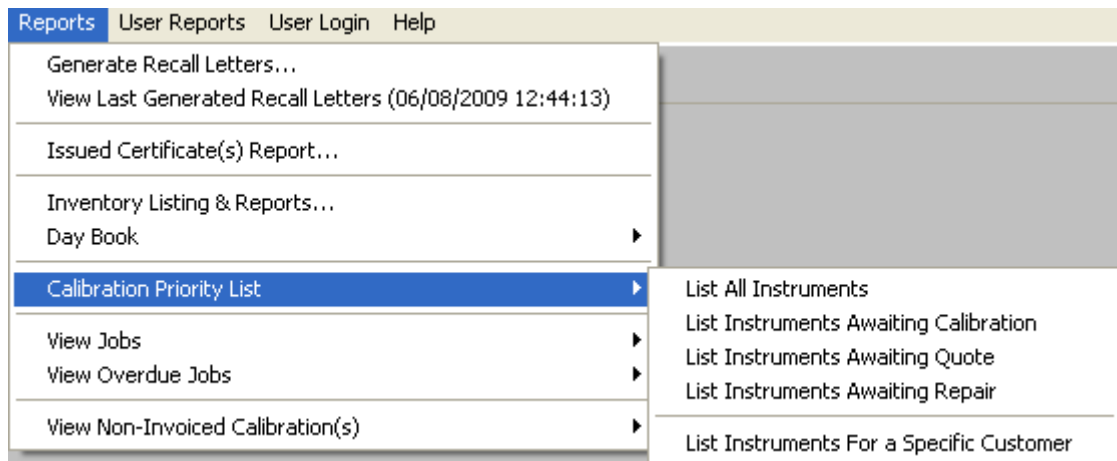 Reports User Reports User Login Help
Generate Recall Letters...
View Last Generated Recall Letters (06/08/2009 12:44:13)
Issued Certificate(s) Report...
Inventory Listing & Reports...
Day Book
Calibration Priority List
View Jobs
View Overdue Jobs
View Non-Invoiced Calibration(s)
List All Instruments
List Instruments Awaiting Calibration
List Instruments Awaiting Quote
List Instruments Awaiting Repair
List Instruments For a Specific Customer